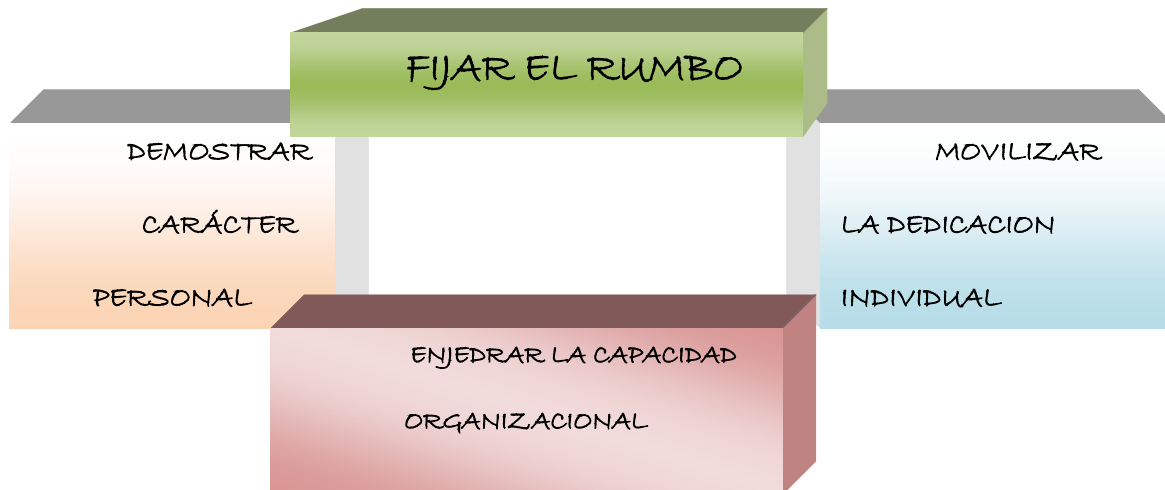 FIJAR EL RUMBO
DEMOSTRAR
CARÁCTER
PERSONAL
MOVILIZAR
LA DEDICACION
INDIVIDUAL
ENJEDRAR LA CAPACIDAD
ORGANIZACIONAL